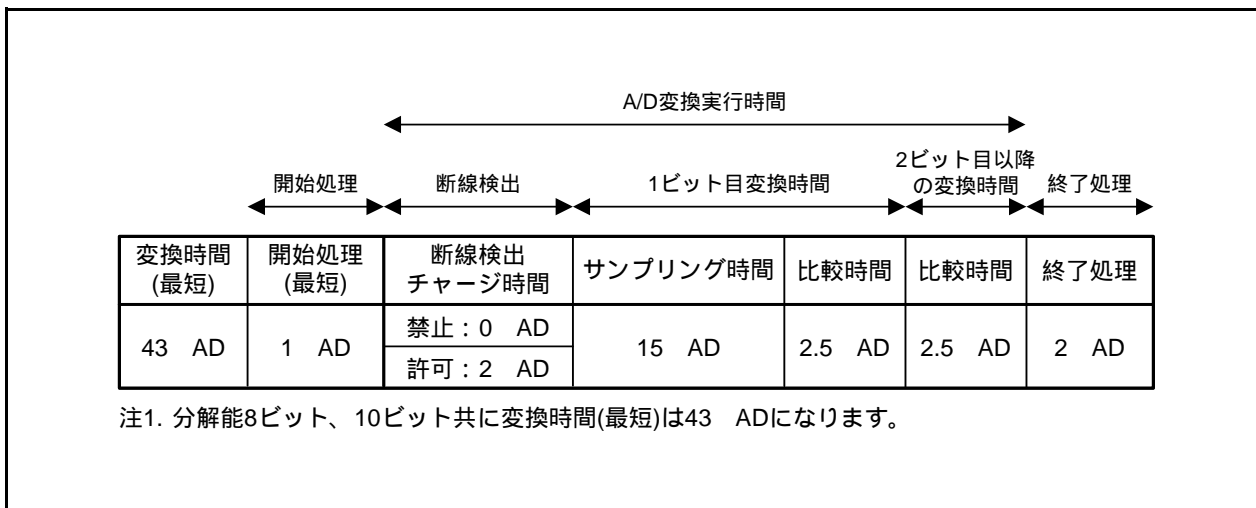 A/D変換実行時間
開始処理
断線検出
1ビット目変換時間
2ビット目以降
の変換時間
終了処理
変換時間
(最短)
開始処理
(最短)
断線検出
チャージ時間
サンプリング時間
比較時間
比較時間
終了処理
43 AD
1 AD
禁止：0 AD
許可：2 AD
15 AD
2.5 AD
2.5 AD
2 AD
注1. 分解能8ビット、10ビット共に変換時間(最短)は43 ADになります。